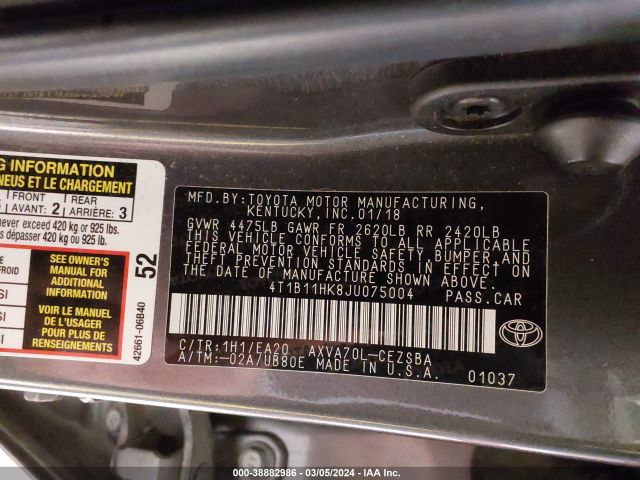 NG INFORMATION
NEUS ET LE CHARGEMENT
FRONT
AVANT: 2
REAR
ARRIÈRE: 3
never exceed 420 kg or 925 lbs.
dépasser 420 kg ou 925 lb.
SEE OWNER'S
MANUAL FOR
ADDITIONAL
INFORMATION
VOIR LE MANUEL
DE L'USAGER
POUR PLUS DE
RENSEIGNEMENTS
52
42661-06B40
MFD.BY:TOYOTA MOTOR MANUFACTURING,
KENTUCKY,INC.01/18
GVWR 4475LB GAWR FR 2620LB RR 2420LB
THIS VEHICLE CONFORMS TO ALL APPLICABLE
FEDERAL MOTOR VEHICLE SAFETY, BUMPER,AND
THEFT PREVENTION STANDARDS IN EFFECT ON
THE DATE OF MANUFACTURE SHOWN ABOVE.
4T1B11HK8JU075004 PASS.CAR
C/TR:1H1/EA20 AXVA70L-CEZSBA
A/TM:-02A/UB80E MADE IN U.S.A.
01037
TOYOTA
000-38882986 — 03/05/2024 — IAA Inc.